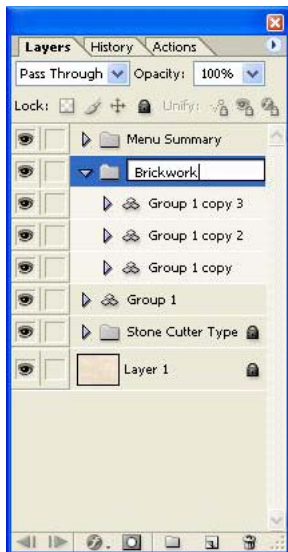 Layers History Actions
Pass Through Opacity: 100%
Lock: Unify:
Menu Summary
Brickwork
Group 1 copy 3
Group 1 copy 2
Group 1 copy
Group 1
Stone Cutter Type
Layer 1